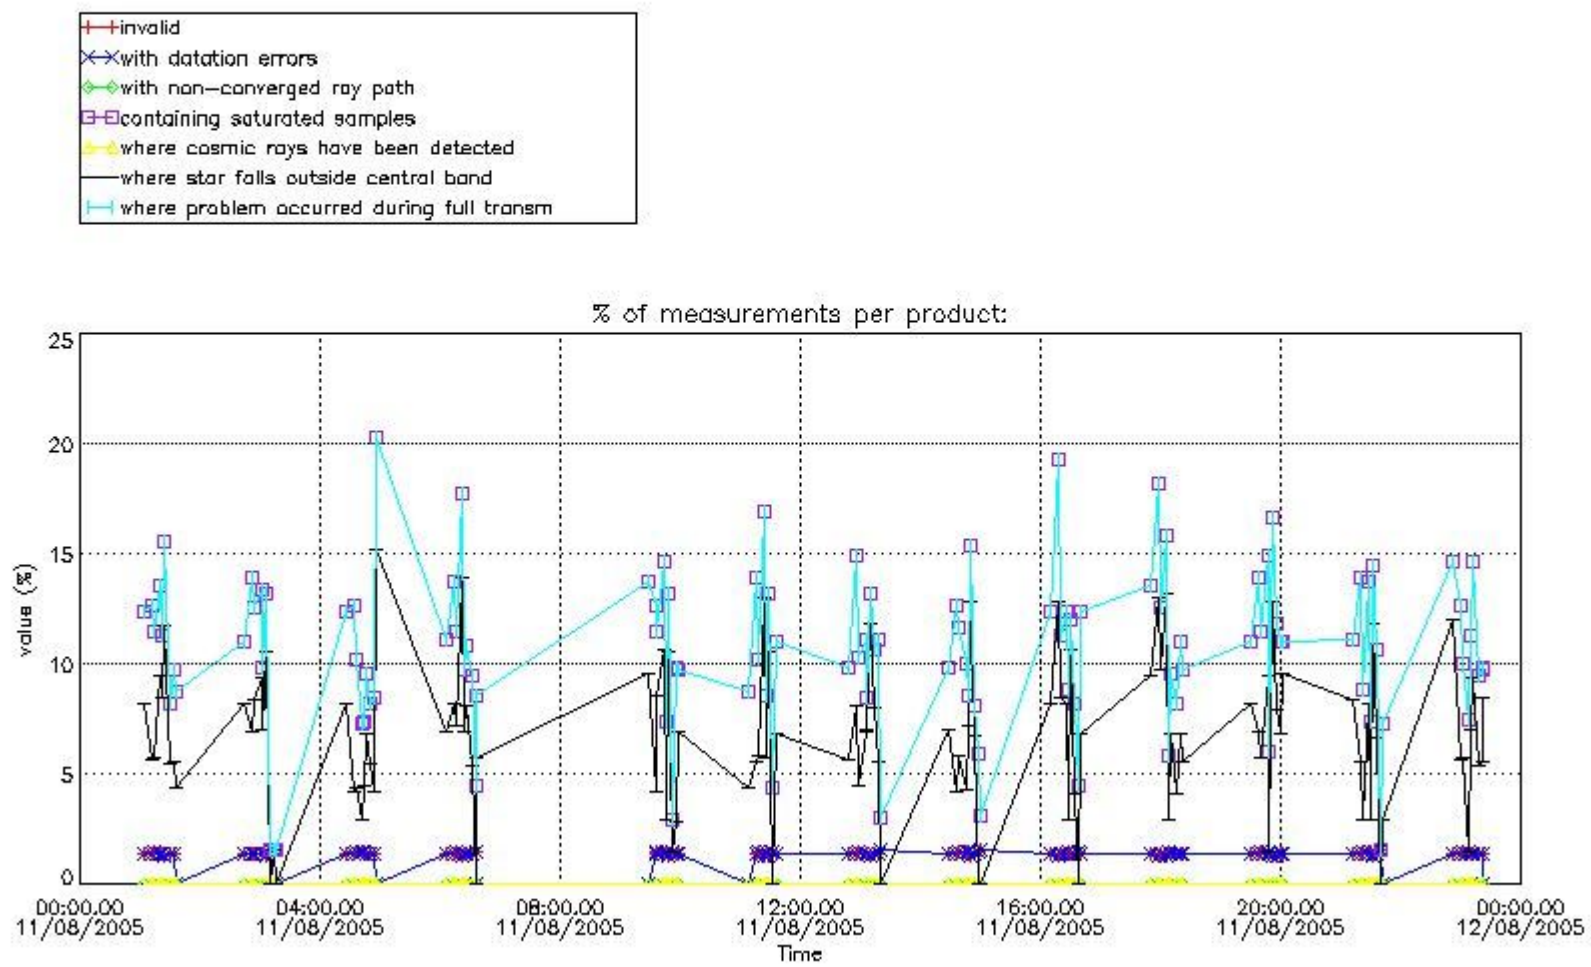 invalid
with datation errors
with non-converged ray path
containing saturated samples
where cosmic rays have been detected
where star falls outside central band
where problem occurred during full transm
% of measurements per product:
25
20
15
10
5
0
value (%)
00:00:00 04:00:00 08:00:00 12:00:00 16:00:00 20:00:00 00:00:00
11/08/2005 11/08/2005 11/08/2005 11/08/2005 11/08/2005 11/08/2005 12/08/2005
Time